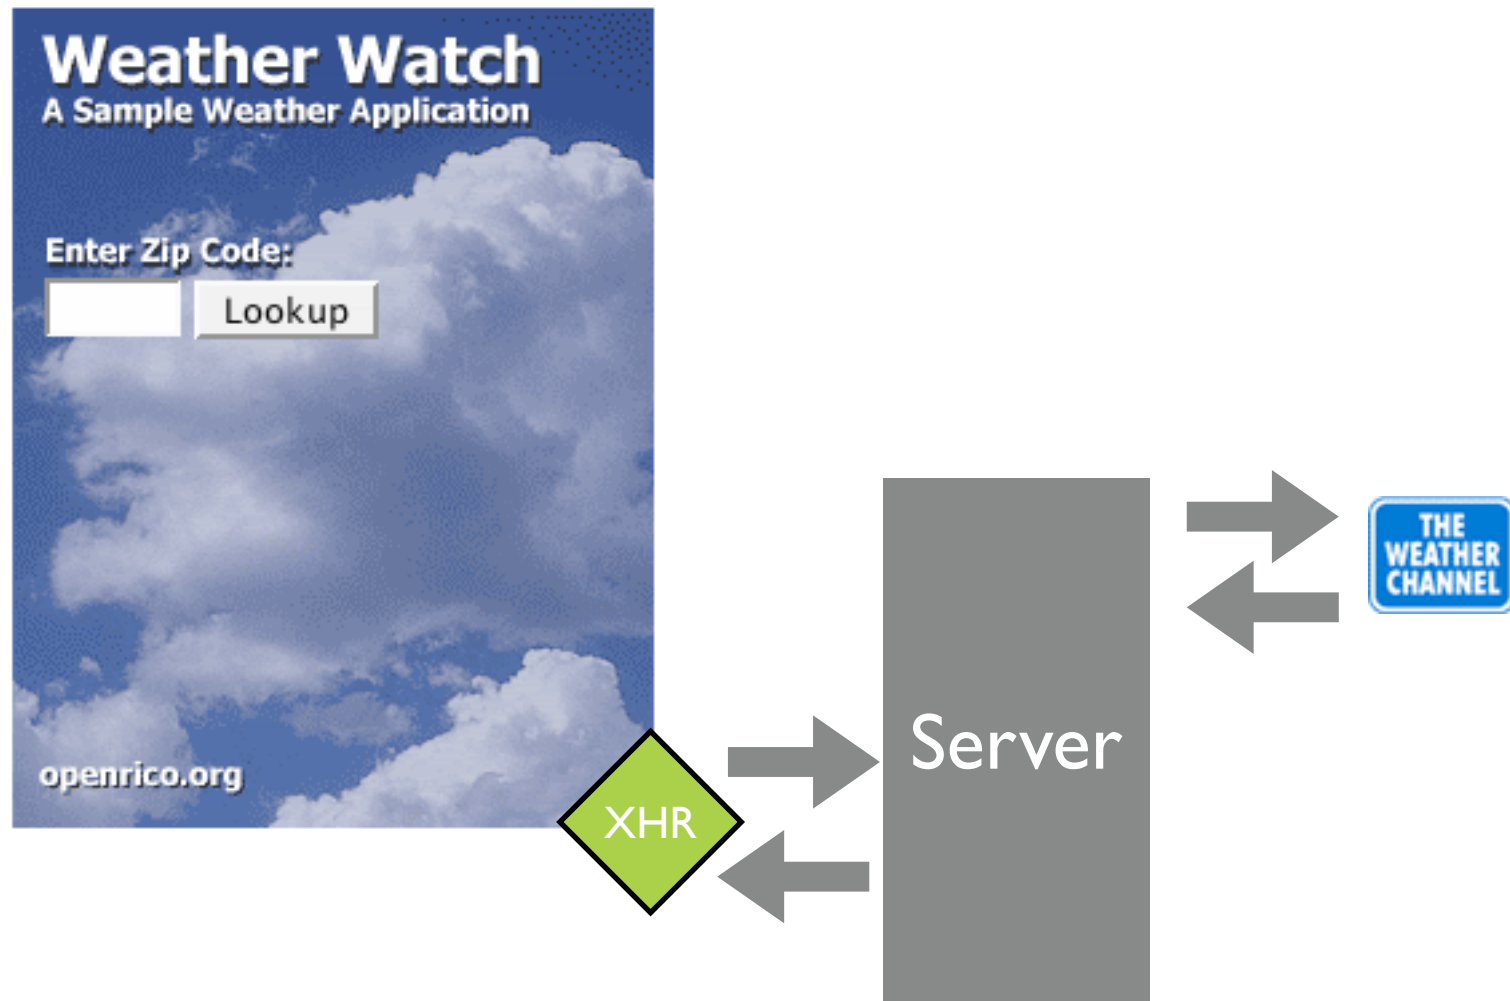 Weather Watch
A Sample Weather Application
Enter Zip Code:
Lookup
openrico.org
XHR
Server
THE
WEATHER
CHANNEL